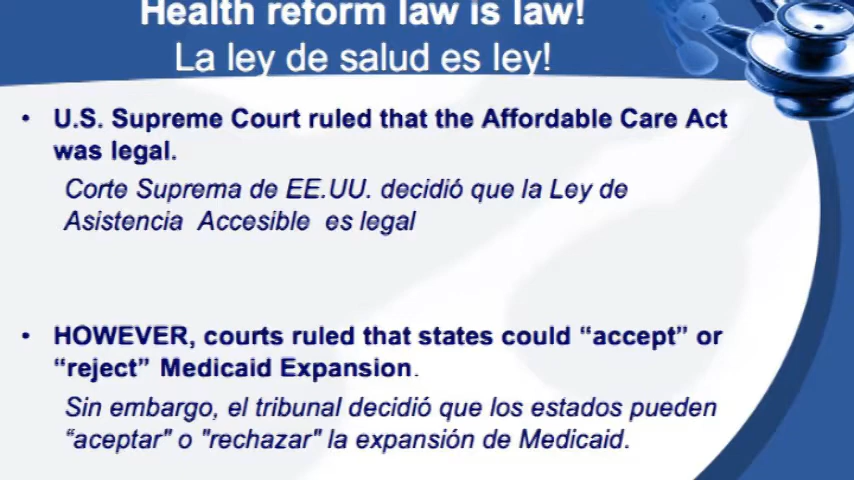 Health reform law is law!
La ley de salud es ley!
• U.S. Supreme Court ruled that the Affordable Care Act
was legal.
Corte Suprema de EE.UU. decidió que la Ley de
Asistencia Accesible es legal
• HOWEVER, courts ruled that states could “accept” or
“reject” Medicaid Expansion.
Sin embargo, el tribunal decidió que los estados pueden
“aceptar" o "rechazar" la expansión de Medicaid.